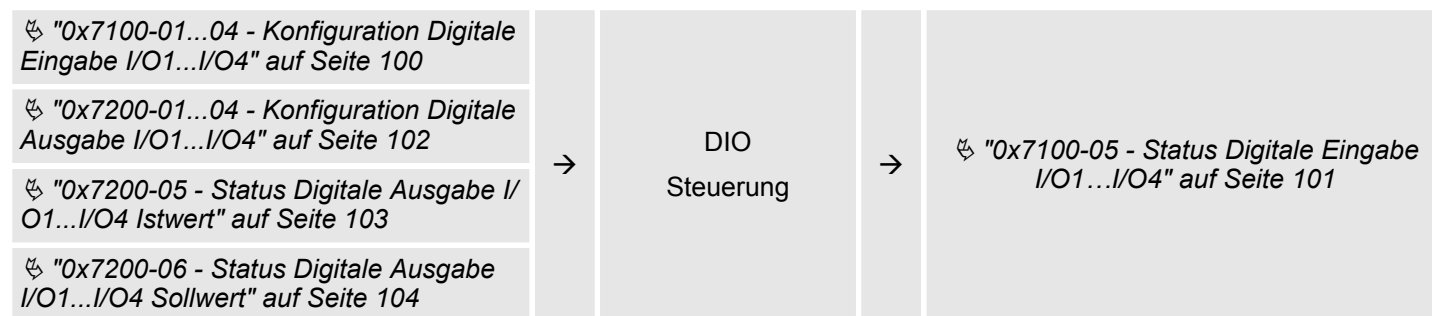 "0x7100-01...04 - Konfiguration Digitale
Eingabe I/O1...I/O4" auf Seite 100
"0x7200-01...04 - Konfiguration Digitale
Ausgabe I/O1...I/O4" auf Seite 102
"0x7200-05 - Status Digitale Ausgabe I/
O1...I/O4 Istwert" auf Seite 103
"0x7200-06 - Status Digitale Ausgabe
I/O1...I/O4 Sollwert" auf Seite 104
→
DIO
Steuerung
→
"0x7100-05 - Status Digitale Eingabe
I/O1…I/O4" auf Seite 101